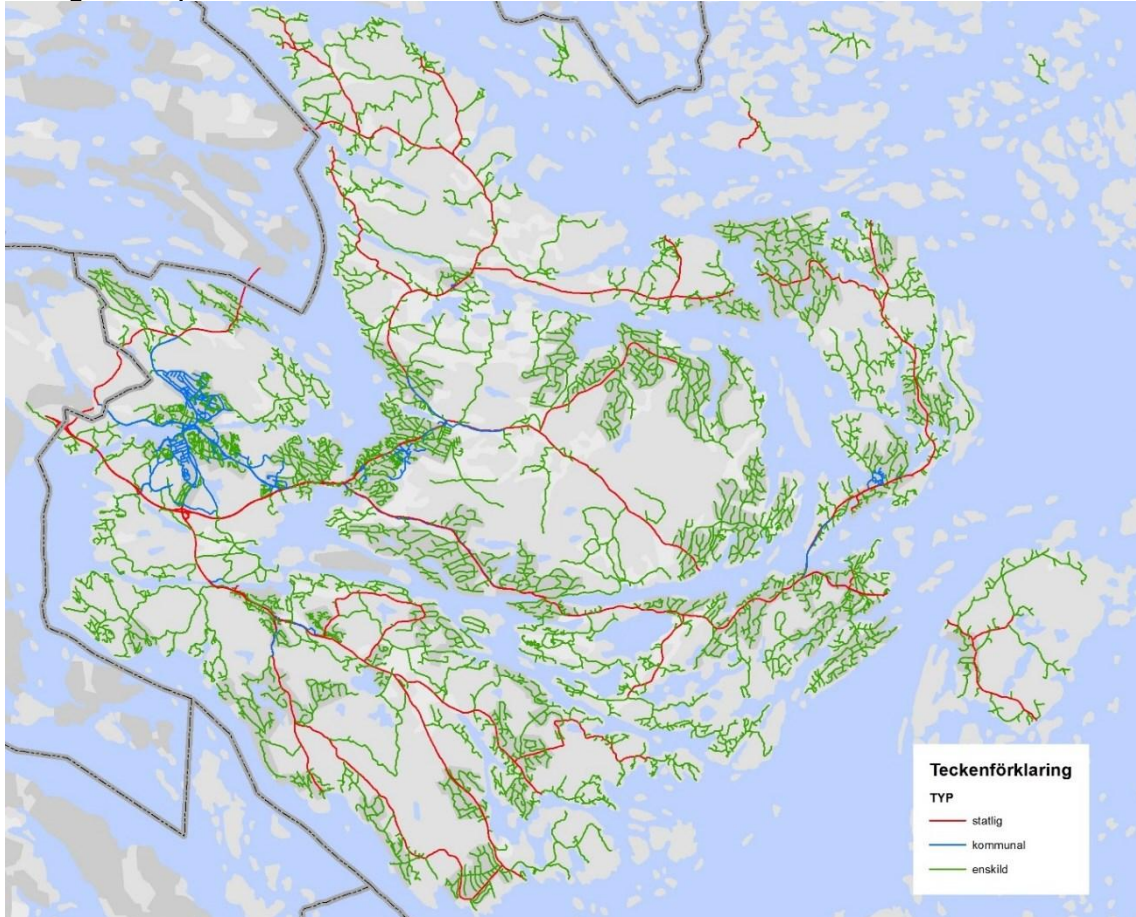 Teckenförklaring
TYP
statlig
kommunal
enskild